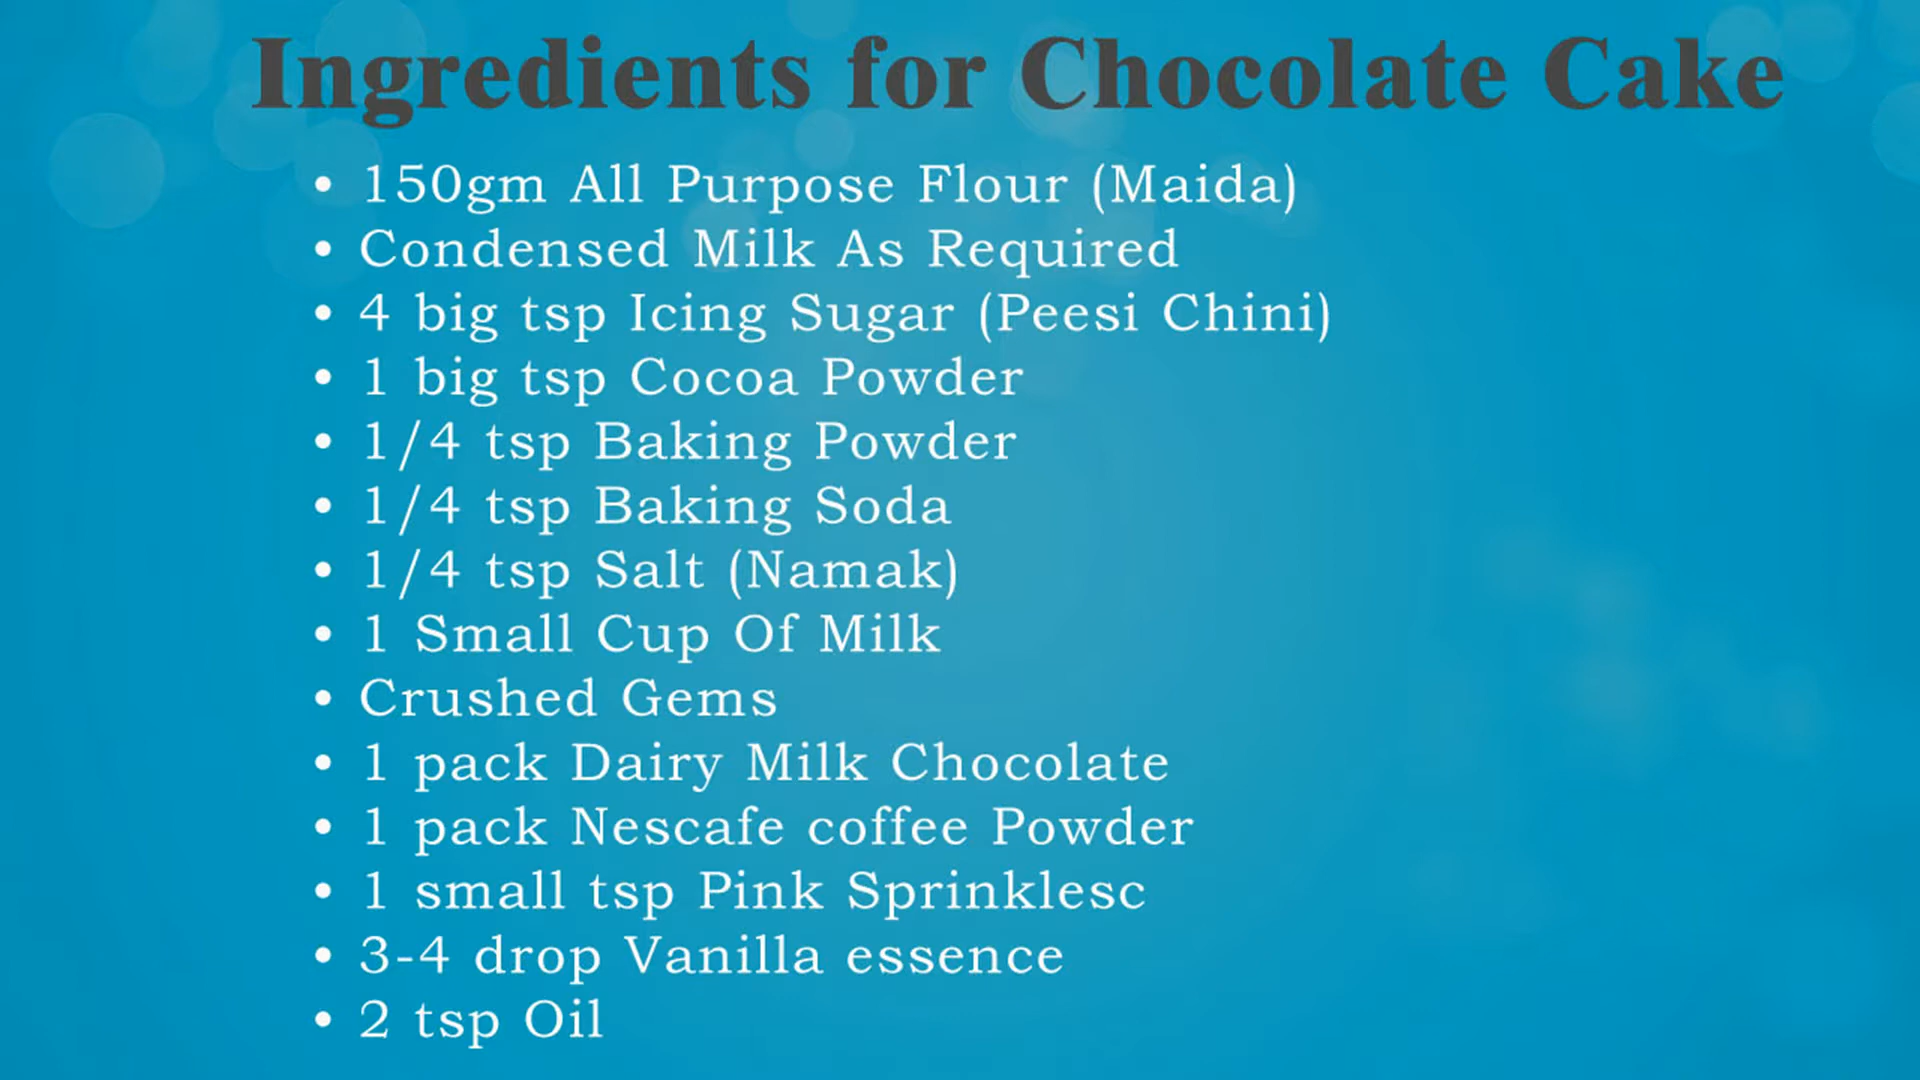 Ingredients for Chocolate Cake
• 150gm All Purpose Flour (Maida)
• Condensed Milk As Required
• 4 big tsp Icing Sugar (Peesi Chini)
• 1 big tsp Cocoa Powder
• 1/4 tsp Baking Powder
• 1/4 tsp Baking Soda
• 1/4 tsp Salt (Namak)
• 1 Small Cup Of Milk
• Crushed Gems
• 1 pack Dairy Milk Chocolate
• 1 pack Nescafe coffee Powder
• 1 small tsp Pink Sprinklesc
• 3-4 drop Vanilla essence
• 2 tsp Oil